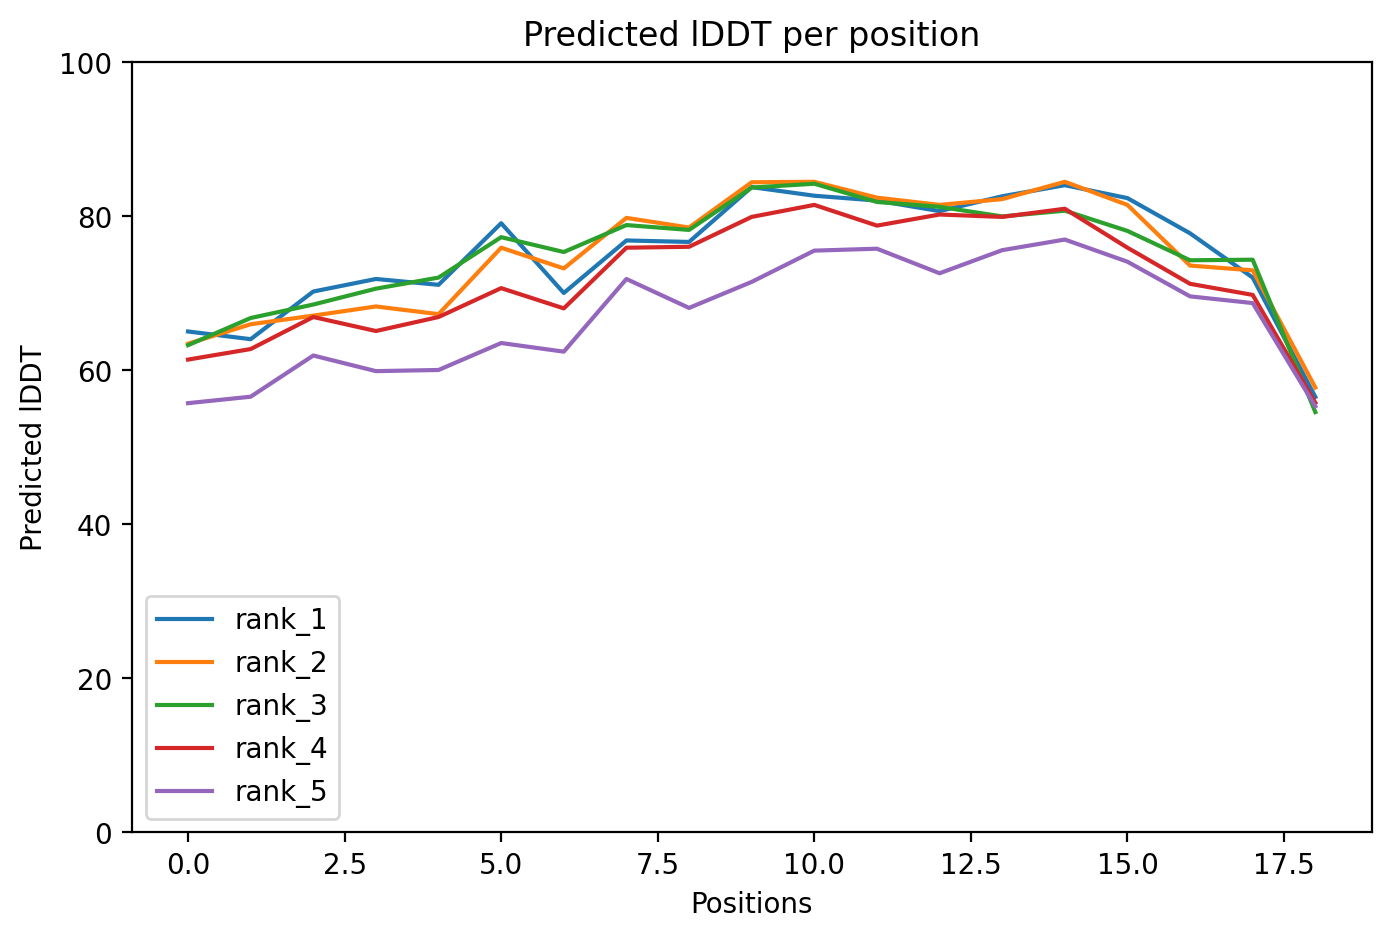 Predicted lDDT per position
100
80
60
40
20
0
Predicted lDDT
rank_1
rank_2
rank_3
rank_4
rank_5
0.0 2.5 5.0 7.5 10.0 12.5 15.0 17.5
Positions